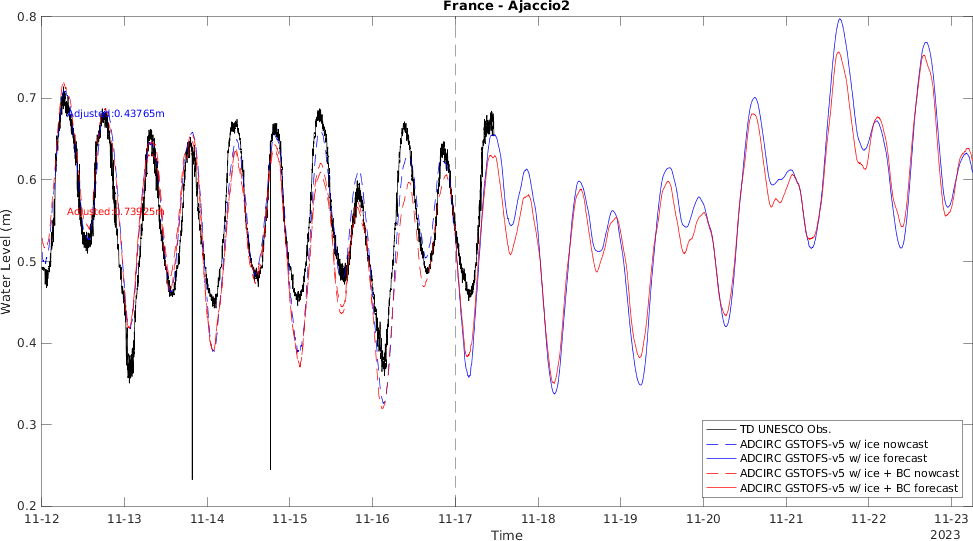 France - Ajaccio2
0.8
0.7
0.6
0.5
0.4
0.3
0.2
Water Level (m)
Adjusted:0.43765m
Adjusted:0.73925m
TD UNESCO Obs.
ADCIRC GSTOFS-v5 w/ ice nowcast
ADCIRC GSTOFS-v5 w/ ice forecast
ADCIRC GSTOFS-v5 w/ ice + BC nowcast
ADCIRC GSTOFS-v5 w/ ice + BC forecast
11-12 11-13 11-14 11-15 11-16 11-17 11-18 11-19 11-20 11-21 11-22 11-23
Time
2023